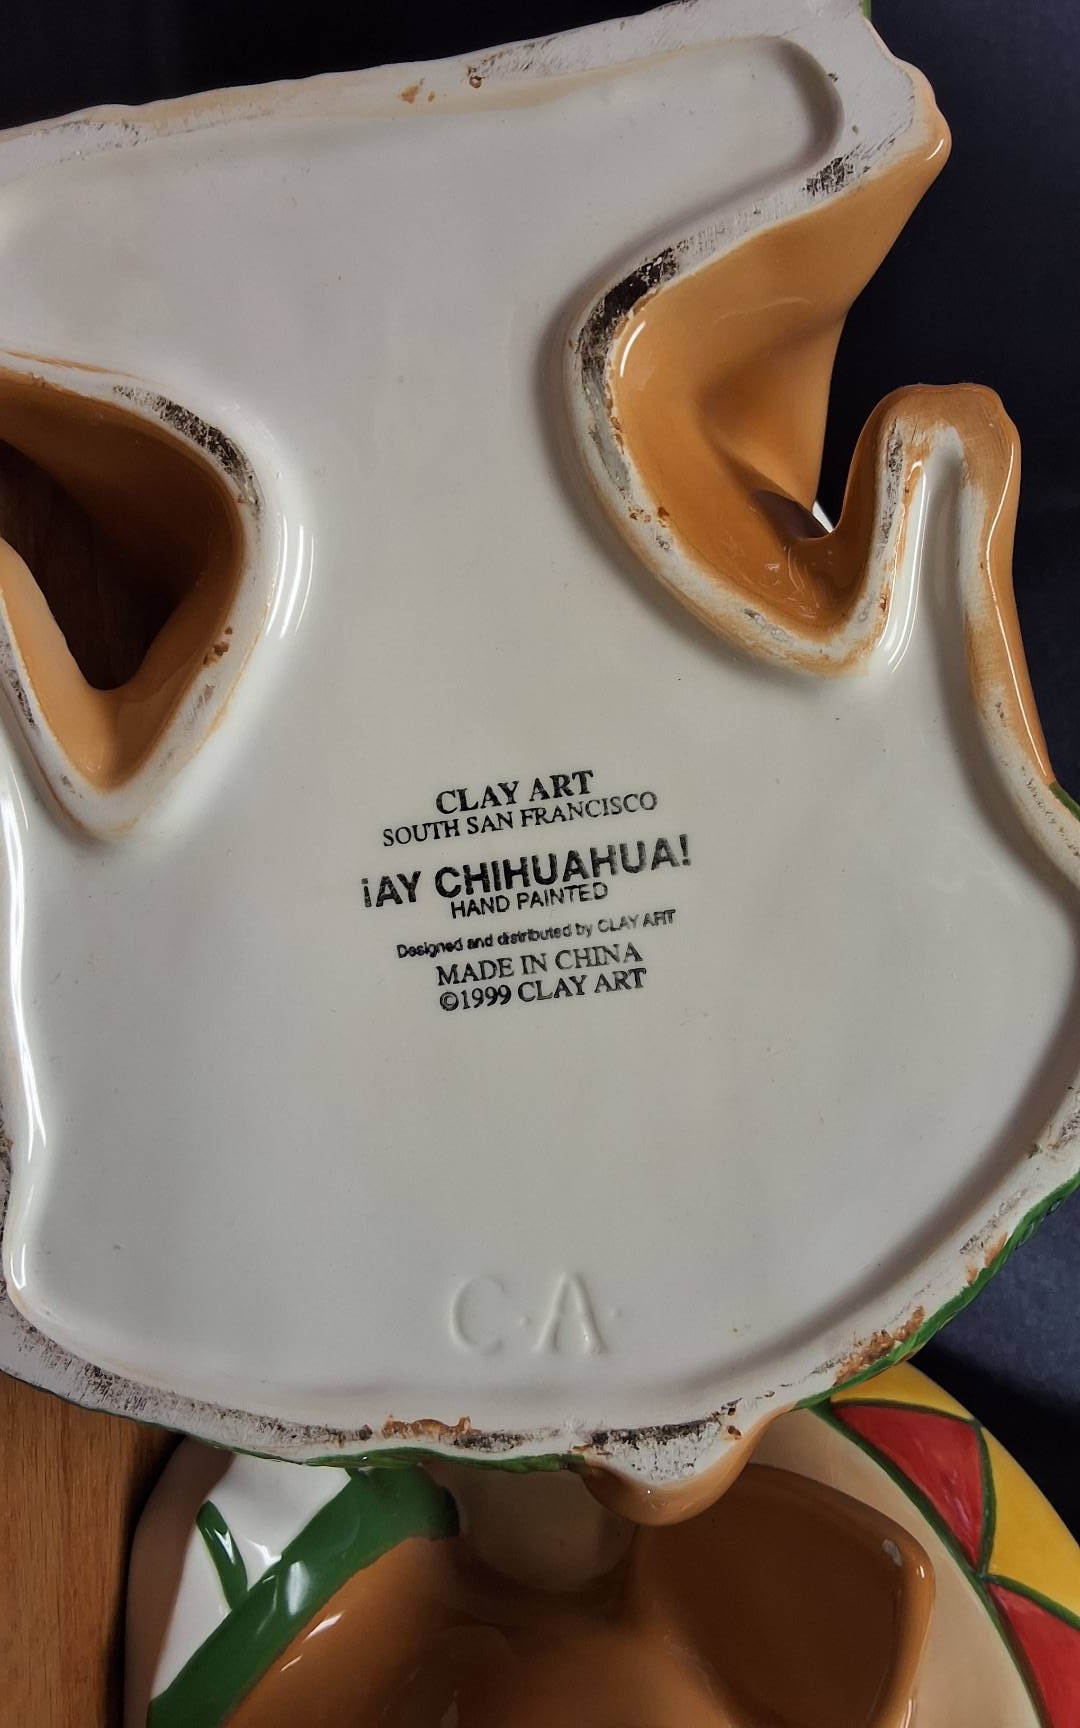 CLAY ART
SOUTH SAN FRANCISCO
¡AY CHIHUAHUA!
HAND PAINTED
Designed and distributed by CLAY ART
MADE IN CHINA
©1999 CLAY ART
C·A·